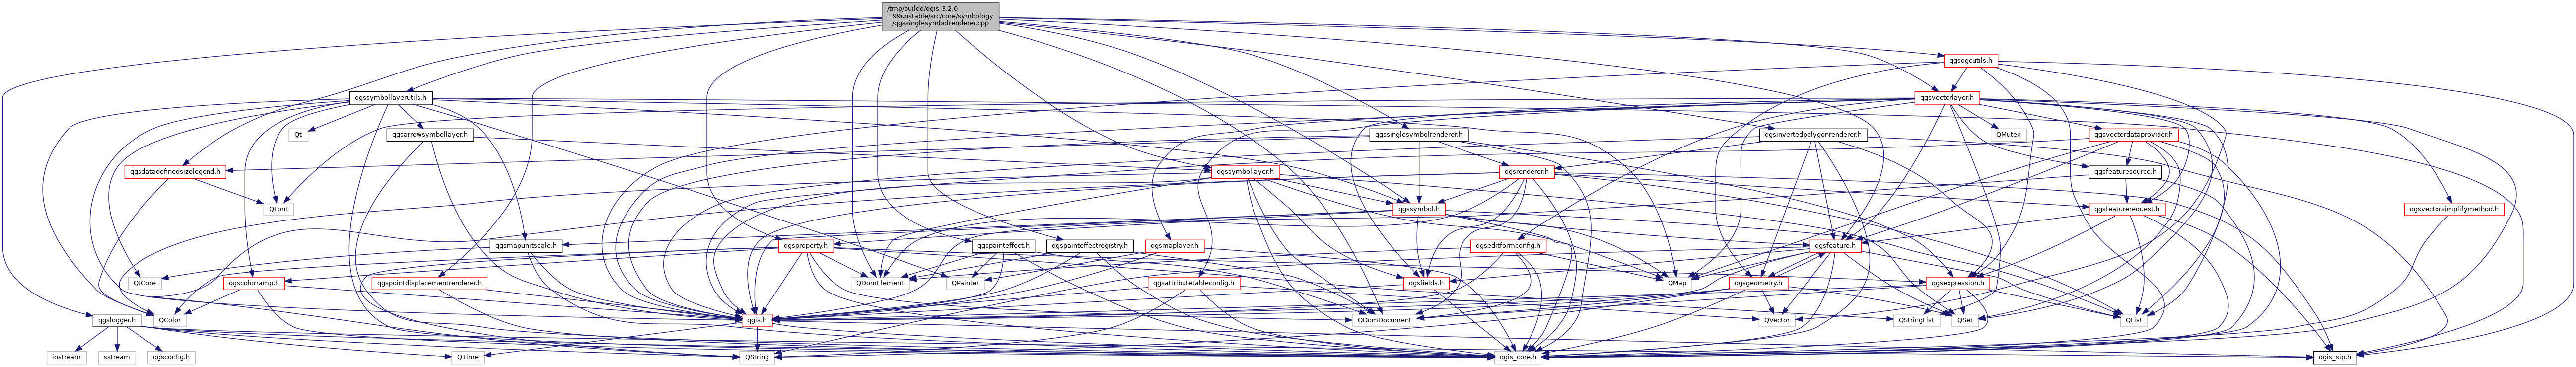 /tmp/buildd/qgis-3.2.0
+99unstable/src/core/symbology
/qgssinglesymbolrenderer.cpp
qgsogcutils.h
qgssymbollayerutils.h
qgsvectorlayer.h
Qt
qgsarrowsymbollayer.h
qgssinglesymbolrenderer.h
qgsinvertedpolygonrenderer.h
QMutex
qgsvectordataprovider.h
qgsdatadefinedsizelegend.h
qgssymbollayer.h
qgsrenderer.h
qgsfeaturesource.h
QFont
qgssymbol.h
qgsfeaturerequest.h
qgsvectorsimplifymethod.h
qgsmapunitscale.h
qgsproperty.h
qgspainteffect.h
qgspainteffectregistry.h
qgsmaplayer.h
qgseditformconfig.h
qgsfeature.h
QtCore
qgscolorramp.h
qgspointdisplacementrenderer.h
QDomElement
QPainter
qgsattributetableconfig.h
qgsfields.h
QMap
qgsgeometry.h
qgsexpression.h
qgslogger.h
QColor
qgis.h
QDomDocument
QVector
QStringList
QSet
QList
iostream
sstream
qgsconfig.h
QTime
QString
qgis_core.h
qgis_sip.h